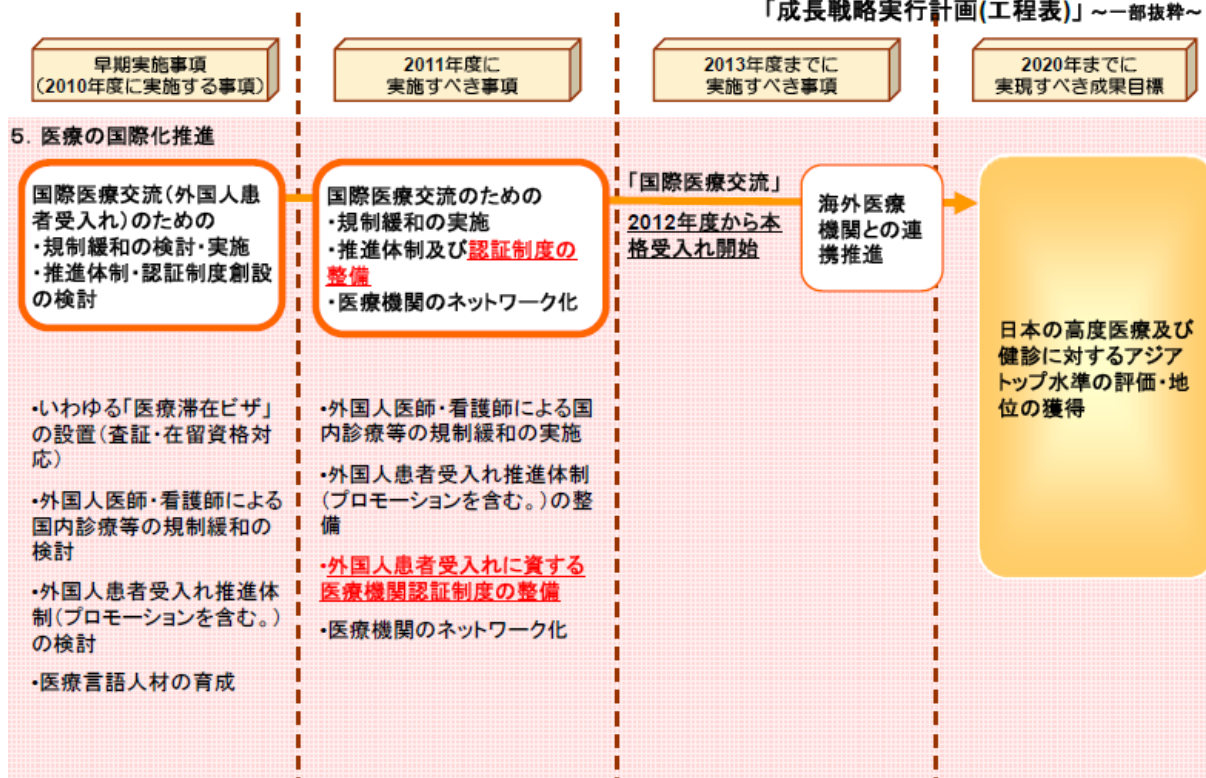 「成長戦略実行計画(工程表)」 ~一部抜粋~
早期実施事項
(2010年度に実施する事項)
2011年度に
実施すべき事項
2013年度までに
実施すべき事項
2020年までに
実現すべき成果目標
5. 医療の国際化推進
国際医療交流(外国人患
者受入れ)のための
・規制緩和の検討・実施
・推進体制・認証制度創設
の検討
国際医療交流のための
・規制緩和の実施
・推進体制及び認証制度の
整備
・医療機関のネットワーク化
「国際医療交流」
2012年度から本
格受入れ開始
海外医療
機関との連
携推進
日本の高度医療及び
健診に対するアジア
トップ水準の評価・地
位の獲得
・いわゆる「医療滞在ビザ」
の設置(査証・在留資格対
応)
・外国人医師・看護師による
国内診療等の規制緩和の
検討
・外国人患者受入れ推進体
制(プロモーションを含む。)
の検討
・医療言語人材の育成
・外国人医師・看護師による国
内診療等の規制緩和の実施
・外国人患者受入れ推進体制
(プロモーションを含む。)の整
備
・外国人患者受入れに資する
医療機関認証制度の整備
・医療機関のネットワーク化